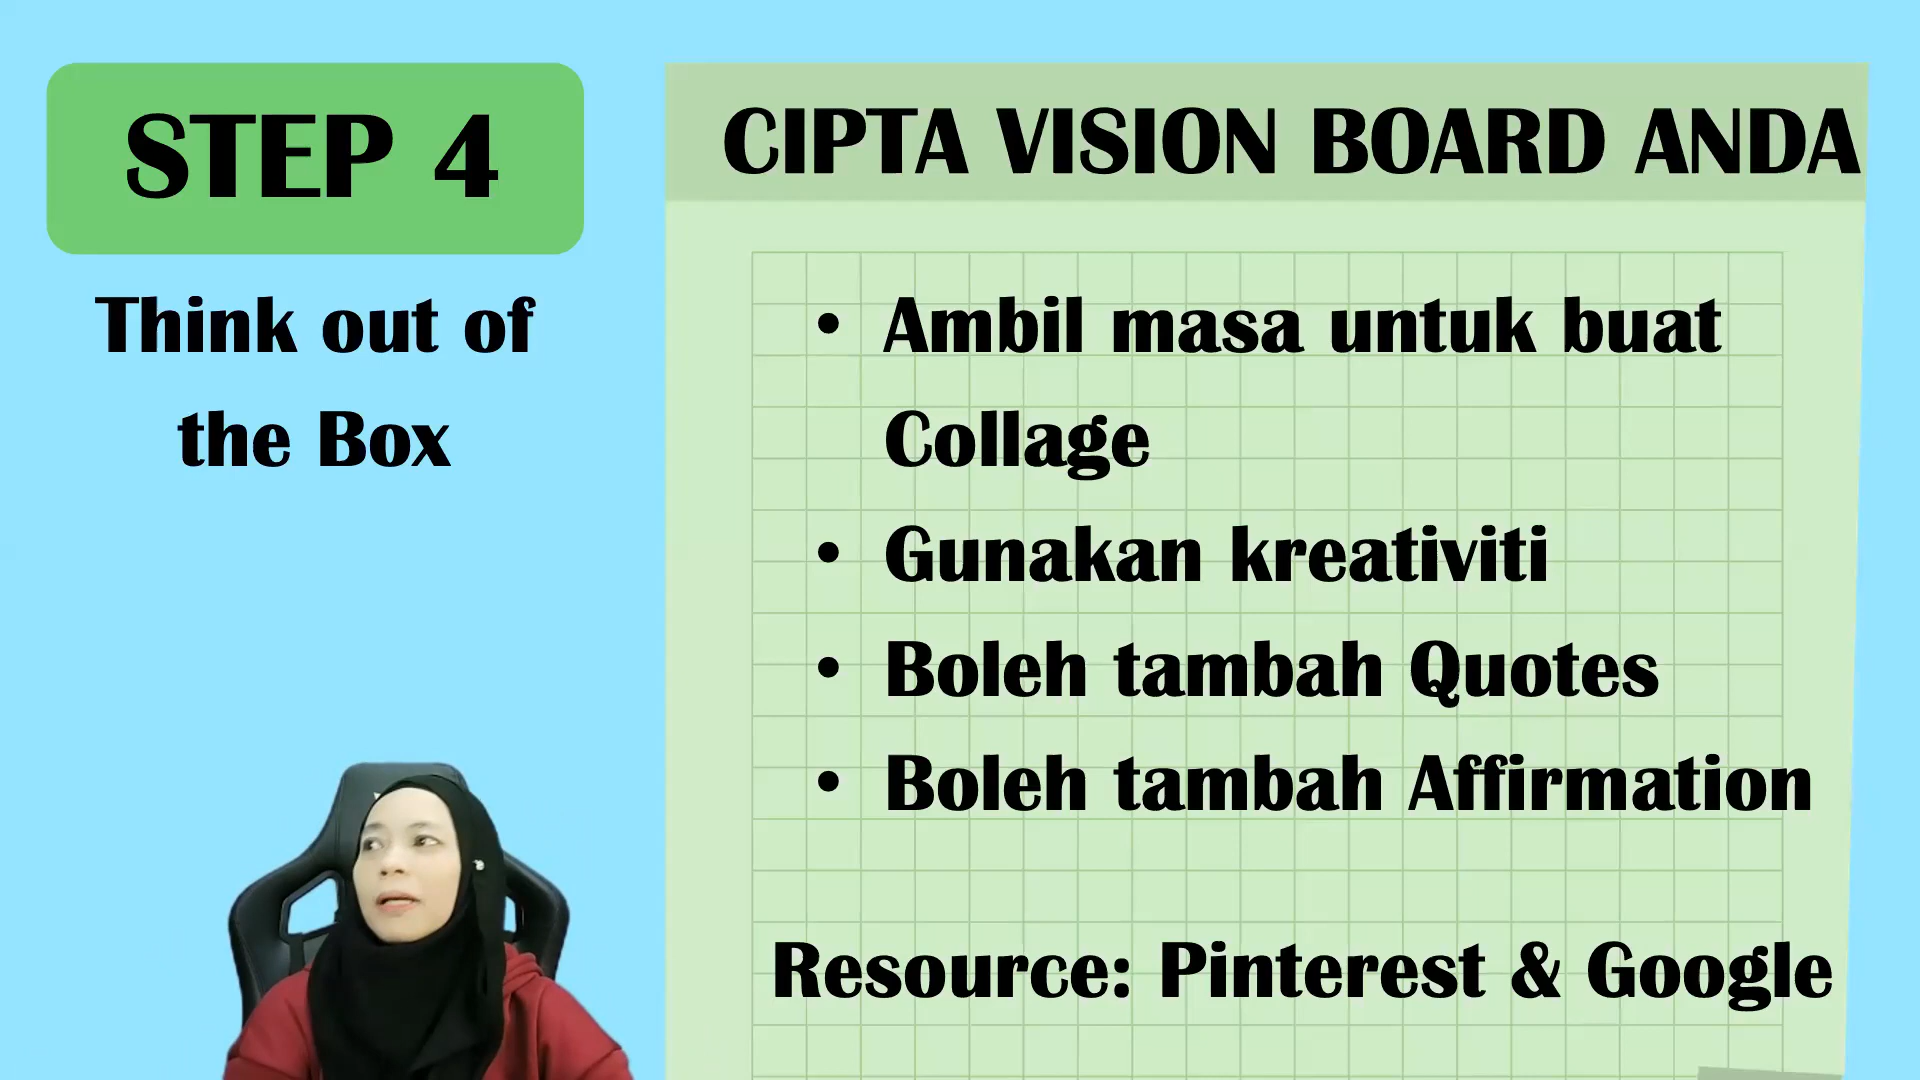 STEP 4
Think out of
the Box
CIPTA VISION BOARD ANDA
• Ambil masa untuk buat
Collage
• Gunakan kreativiti
• Boleh tambah Quotes
• Boleh tambah Affirmation
Resource: Pinterest & Google